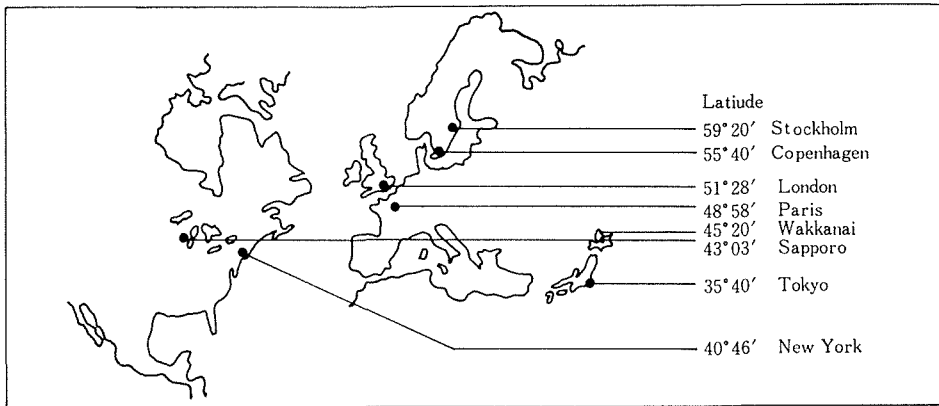 Latiude
59°20′ Stockholm
55°40′ Copenhagen
51°28′ London
48°58′ Paris
45°20′ Wakkanai
43°03′ Sapporo
35°40′ Tokyo
40°46′ New York